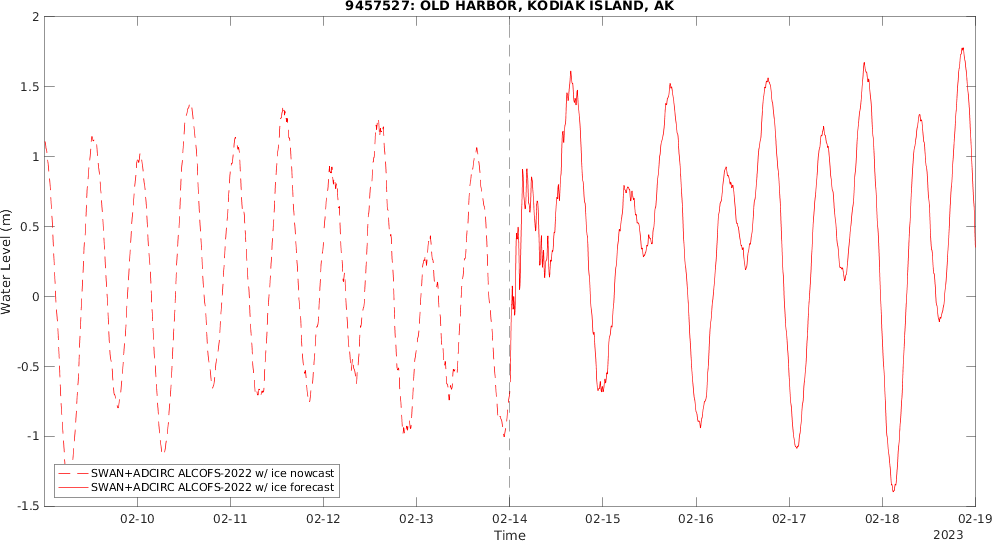 9457527: OLD HARBOR, KODIAK ISLAND, AK
2
1.5
1
0.5
0
-0.5
-1
-1.5
Water Level (m)
SWAN+ADCIRC ALCOFS-2022 w/ ice nowcast
SWAN+ADCIRC ALCOFS-2022 w/ ice forecast
02-10 02-11 02-12 02-13 02-14 02-15 02-16 02-17 02-18 02-19
Time
2023